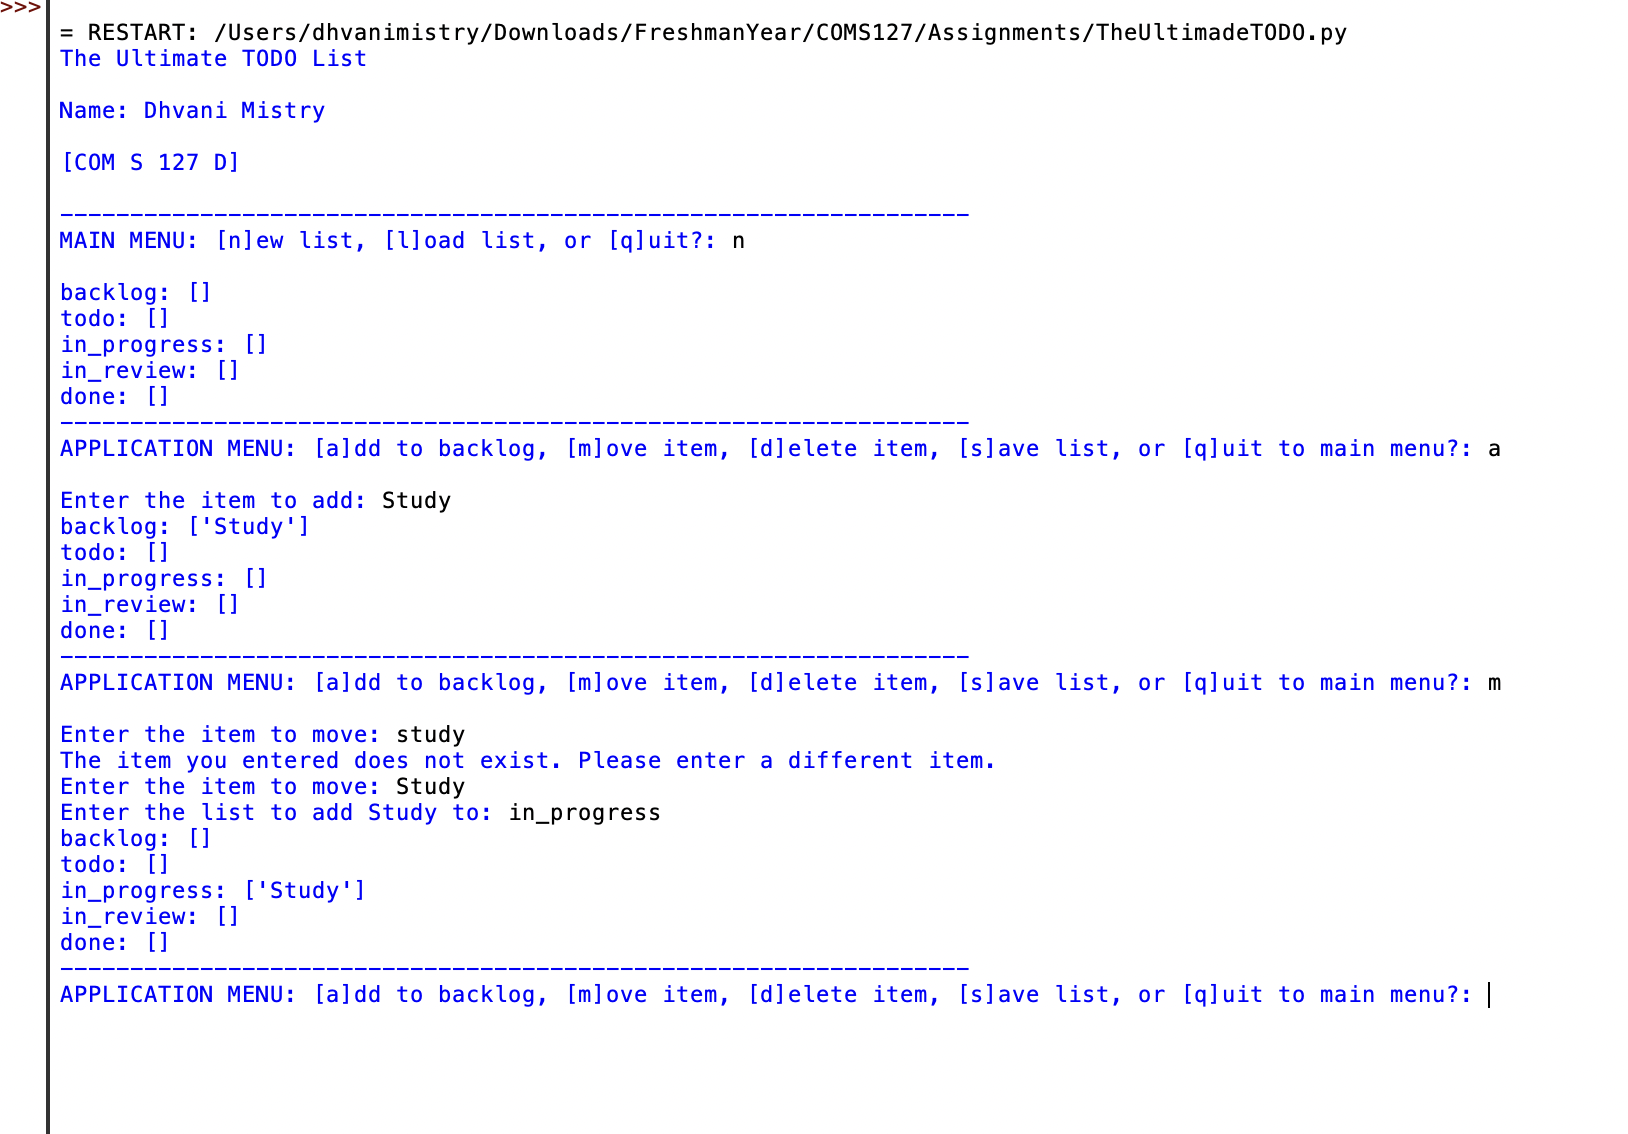 >>>
= RESTART: /Users/dhvanimistry/Downloads/FreshmanYear/COMS127/Assignments/TheUltimadeTODO.py
The Ultimate TODO List
Name: Dhvani Mistry
[COM S 127 D]
-----------------------------------------------------------------
MAIN MENU: [n]ew list, [l]oad list, or [q]uit?: n
backlog: []
todo: []
in_progress: []
in_review: []
done: []
-----------------------------------------------------------------
APPLICATION MENU: [a]dd to backlog, [m]ove item, [d]elete item, [s]ave list, or [q]uit to main menu?: a
Enter the item to add: Study
backlog: ['Study']
todo: []
in_progress: []
in_review: []
done: []
-----------------------------------------------------------------
APPLICATION MENU: [a]dd to backlog, [m]ove item, [d]elete item, [s]ave list, or [q]uit to main menu?: m
Enter the item to move: study
The item you entered does not exist. Please enter a different item.
Enter the item to move: Study
Enter the list to add Study to: in_progress
backlog: []
todo: []
in_progress: ['Study']
in_review: []
done: []
-----------------------------------------------------------------
APPLICATION MENU: [a]dd to backlog, [m]ove item, [d]elete item, [s]ave list, or [q]uit to main menu?: